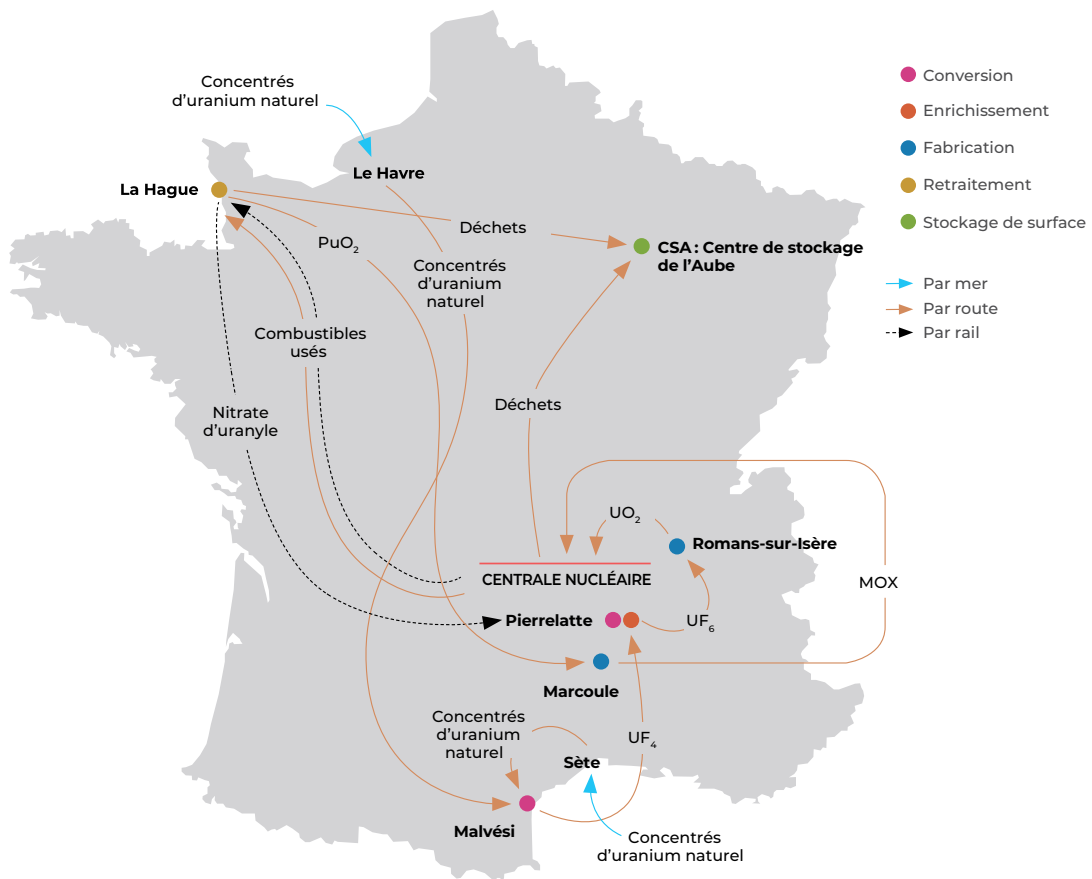 Concentrés
d'uranium naturel
Le Havre
La Hague
Déchets
CSA : Centre de stockage
de l'Aube
PuO₂
Concentrés
d'uranium
naturel
Combustibles
usés
Nitrate
d'uranyle
Déchets
UO₂
Romans-sur-Isère
CENTRALE NUCLÉAIRE
MOX
Pierrelatte
UF₆
Marcoule
Concentrés
d'uranium
naturel
UF₄
Sète
Malvési
Concentrés
d'uranium naturel
Conversion
Enrichissement
Fabrication
Retraitement
Stockage de surface
Par mer
Par route
Par rail